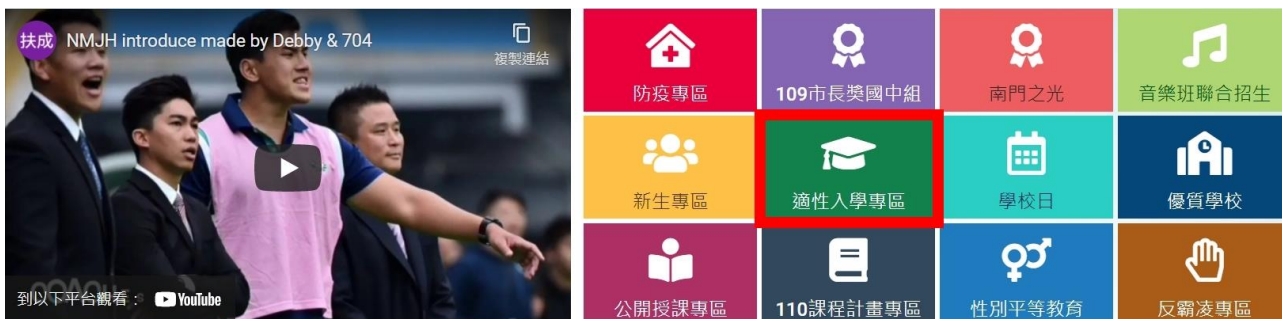 扶成 NMJH introduce made by Debby & 704
複製連結
到以下平台觀看： YouTube
防疫專區
109市長獎國中組
南門之光
音樂班聯合招生
新生專區
適性入學專區
學校日
優質學校
公開授課專區
110課程計畫專區
性別平等教育
反霸凌專區